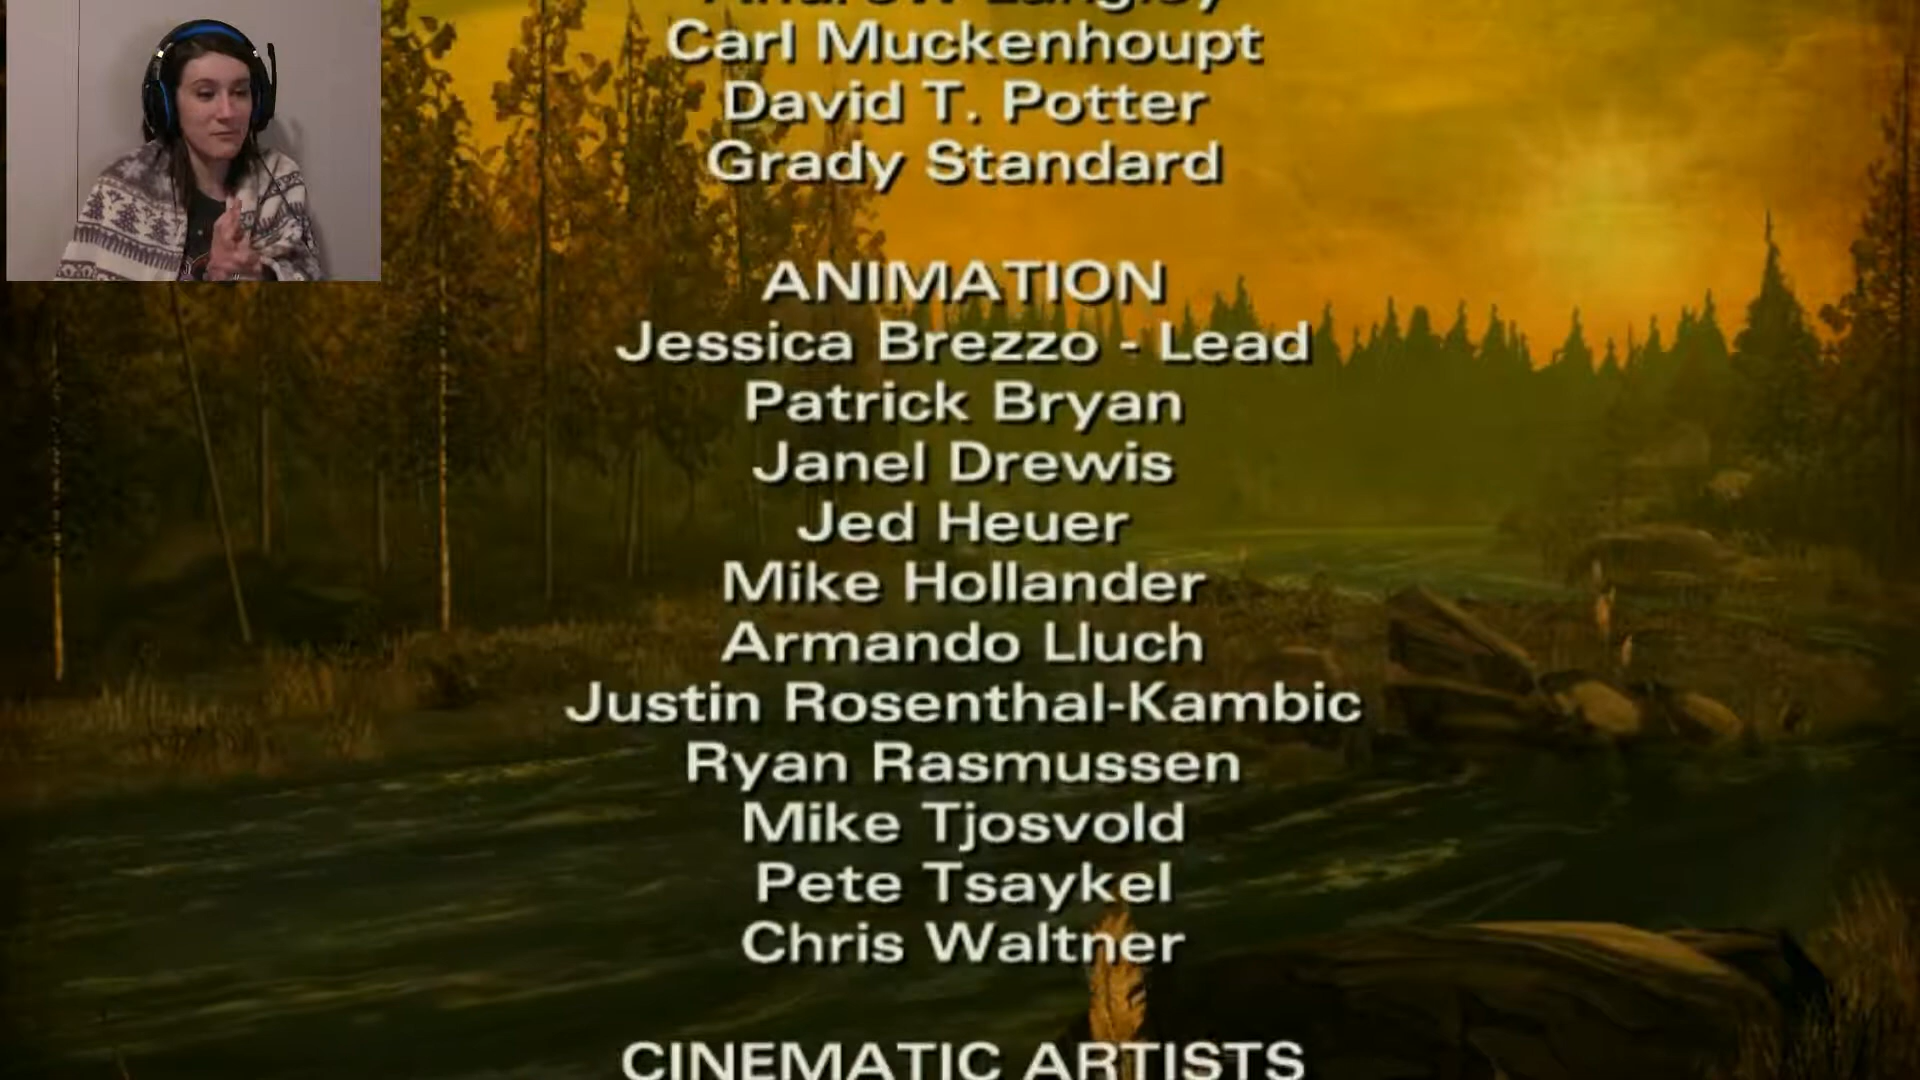 Carl Muckenhoupt
David T. Potter
Grady Standard
ANIMATION
Jessica Brezzo - Lead
Patrick Bryan
Janel Drewis
Jed Heuer
Mike Hollander
Armando Lluch
Justin Rosenthal-Kambic
Ryan Rasmussen
Mike Tjosvold
Pete Tsaykel
Chris Waltner
CINEMATIC ARTISTS